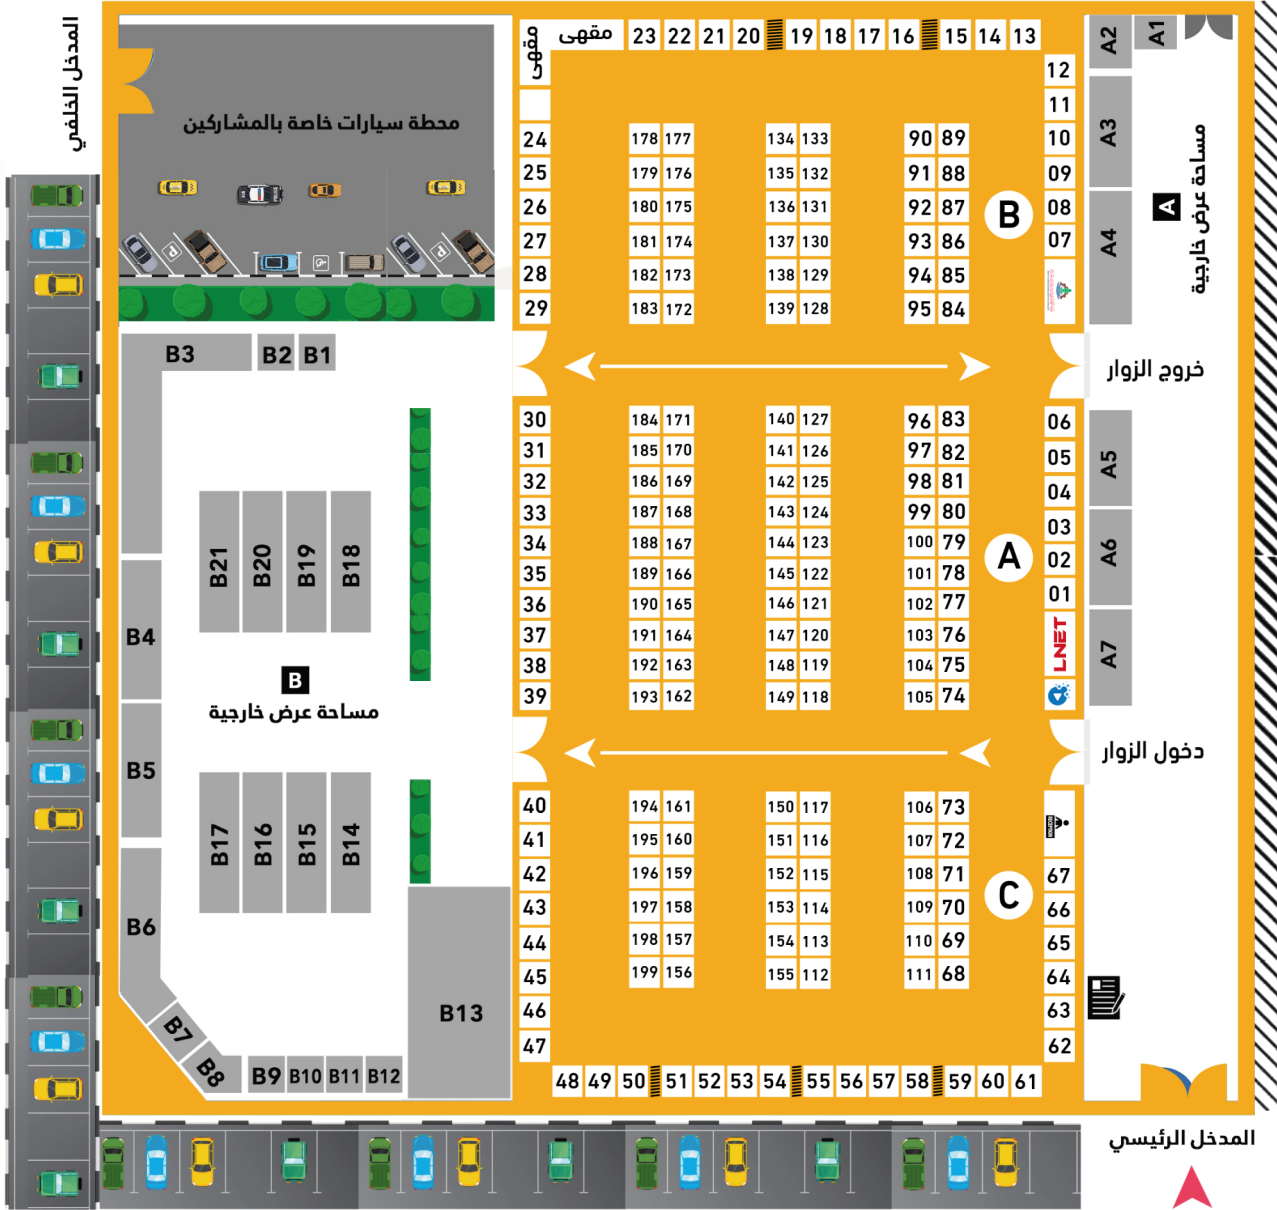 المدخل الخلفي
محطة سيارات خاصة بالمشاركين
مقهى
مقهى 23 22 21 20 19 18 17 16 15 14 13
A2 A1
12
11
24 178 177 134 133 90 89 10
25 179 176 135 132 91 88 09
26 180 175 136 131 92 87 08
27 181 174 137 130 93 86 07
28 182 173 138 129 94 85
29 183 172 139 128 95 84
B
A3
A4
A
مساحة عرض خارجية
B3 B2 B1
خروج الزوار
30 184 171 140 127 96 83 06
31 185 170 141 126 97 82 05
32 186 169 142 125 98 81 04
33 187 168 143 124 99 80 03
34 188 167 144 123 100 79 02
35 189 166 145 122 101 78 01
36 190 165 146 121 102 77
37 191 164 147 120 103 76
38 192 163 148 119 104 75
39 193 162 149 118 105 74
A
LNET
A5
A6
A7
B21 B20 B19 B18
B4
B
مساحة عرض خارجية
دخول الزوار
B5
B17 B16 B15 B14
40 194 161 150 117 106 73
41 195 160 151 116 107 72
42 196 159 152 115 108 71 67
43 197 158 153 114 109 70 66
44 198 157 154 113 110 69 65
45 199 156 155 112 111 68 64
46 63
47 62
C
B6
B13
B7
B8
B9 B10 B11 B12
48 49 50 51 52 53 54 55 56 57 58 59 60 61
المدخل الرئيسي